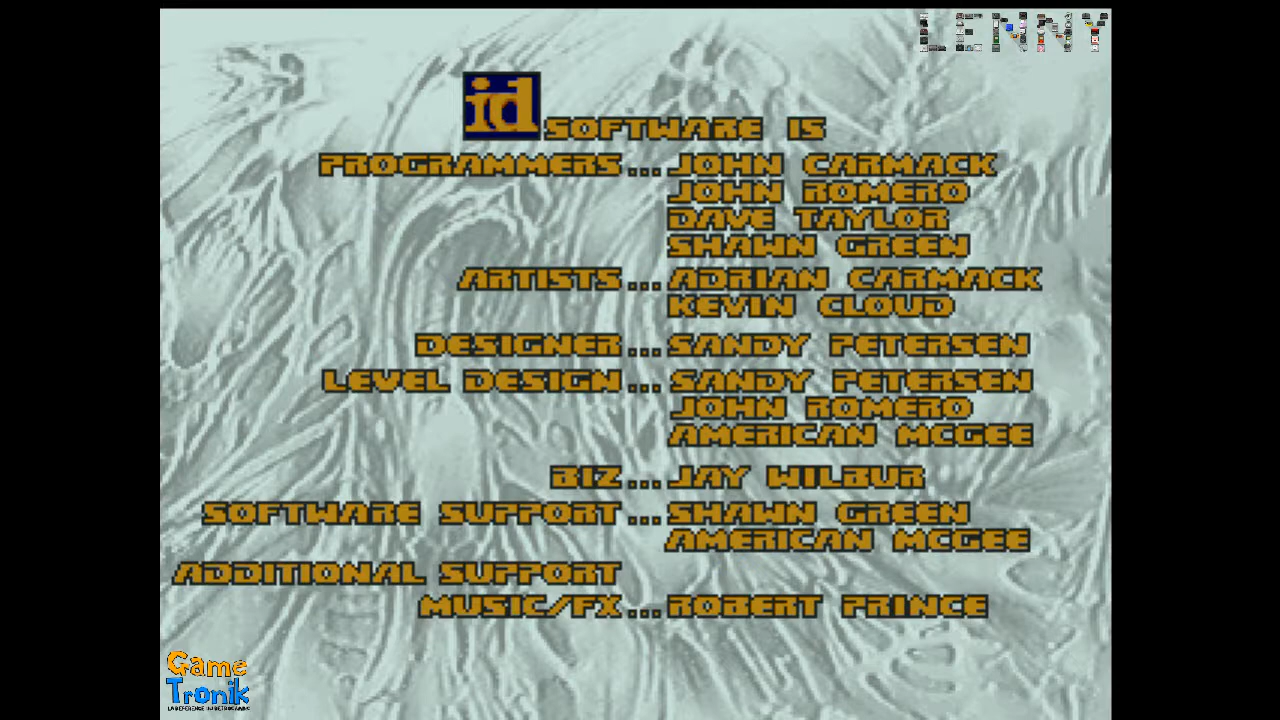 LENNY
id SOFTWARE IS
PROGRAMMERS...JOHN CARMACK
JOHN ROMERO
DAVE TAYLOR
SHAWN GREEN
ARTISTS...ADRIAN CARMACK
KEVIN CLOUD
DESIGNER...SANDY PETERSEN
LEVEL DESIGN...SANDY PETERSEN
JOHN ROMERO
AMERICAN MCGEE
BIZ...JAY WILBUR
SOFTWARE SUPPORT...SHAWN GREEN
AMERICAN MCGEE
ADDITIONAL SUPPORT
MUSIC/FX...ROBERT PRINCE
Game
Tronik